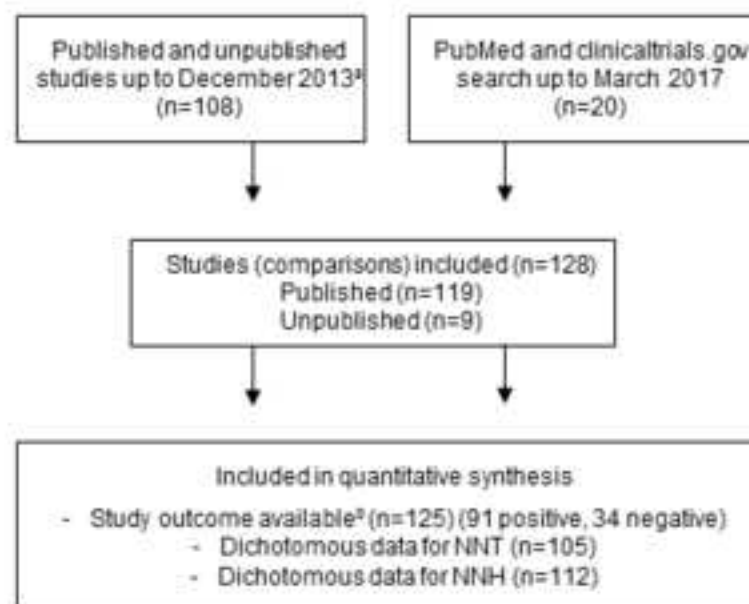 Published and unpublished
studies up to December 2013ª
(n=108)
PubMed and clinicaltrials.gov
search up to March 2017
(n=20)
Studies (comparisons) included (n=128)
Published (n=119)
Unpublished (n=9)
Included in quantitative synthesis
- Study outcome available (n=125) (91 positive, 34 negative)
- Dichotomous data for NNT (n=105)
- Dichotomous data for NNH (n=112)